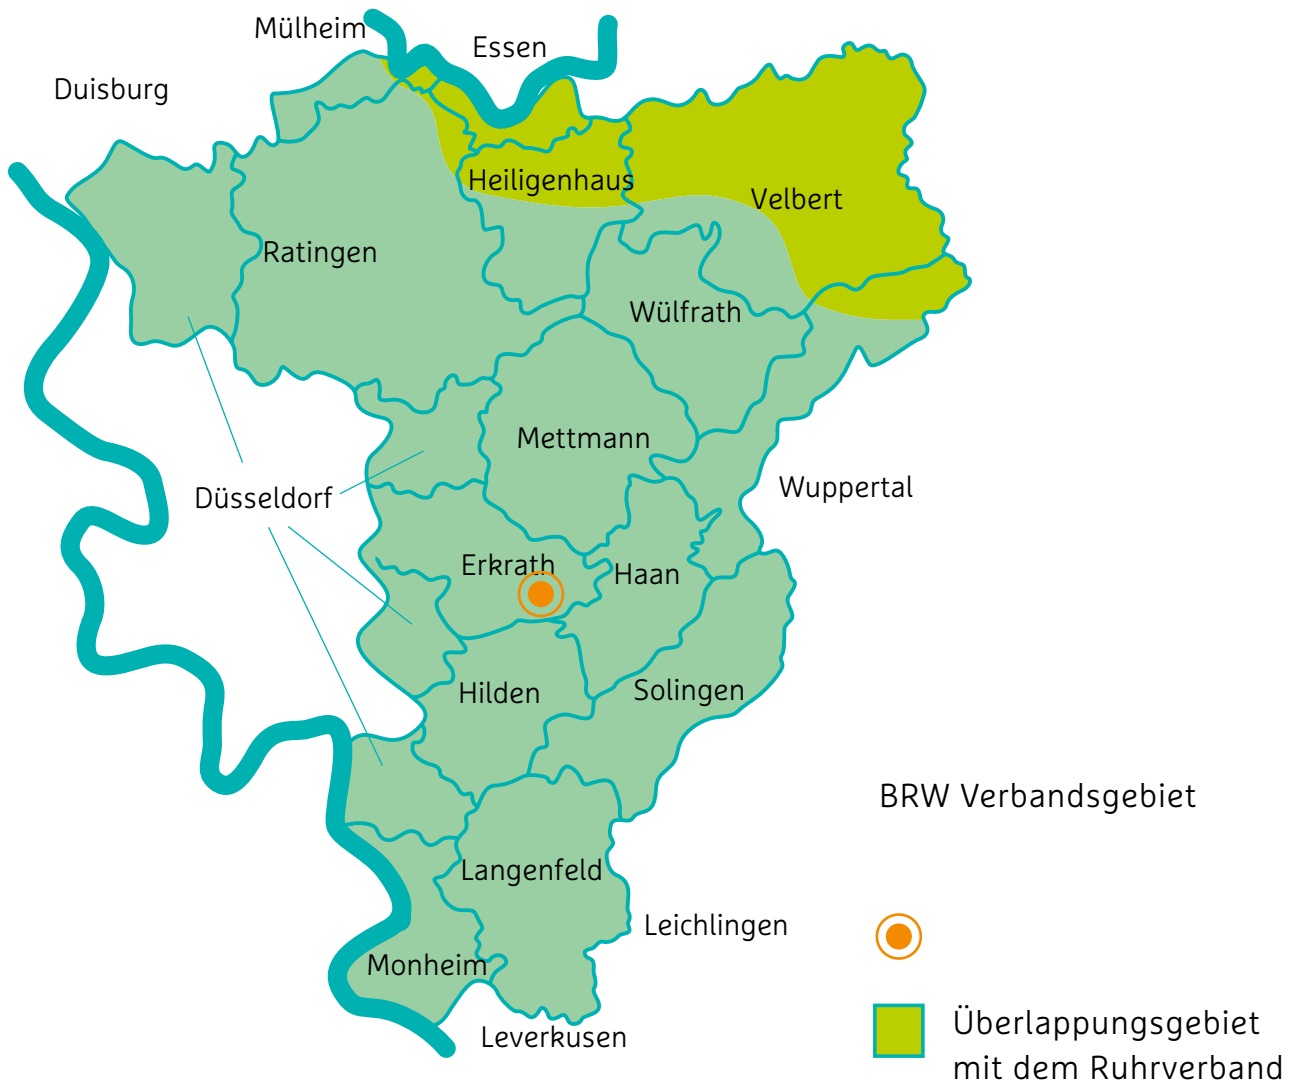 Mülheim
Essen
Duisburg
Heiligenhaus
Velbert
Ratingen
Wülfrath
Mettmann
Wuppertal
Düsseldorf
Erkrath
Haan
Hilden
Solingen
BRW Verbandsgebiet
Langenfeld
Leichlingen
Monheim
Leverkusen
Überlappungsgebiet
mit dem Ruhrverband